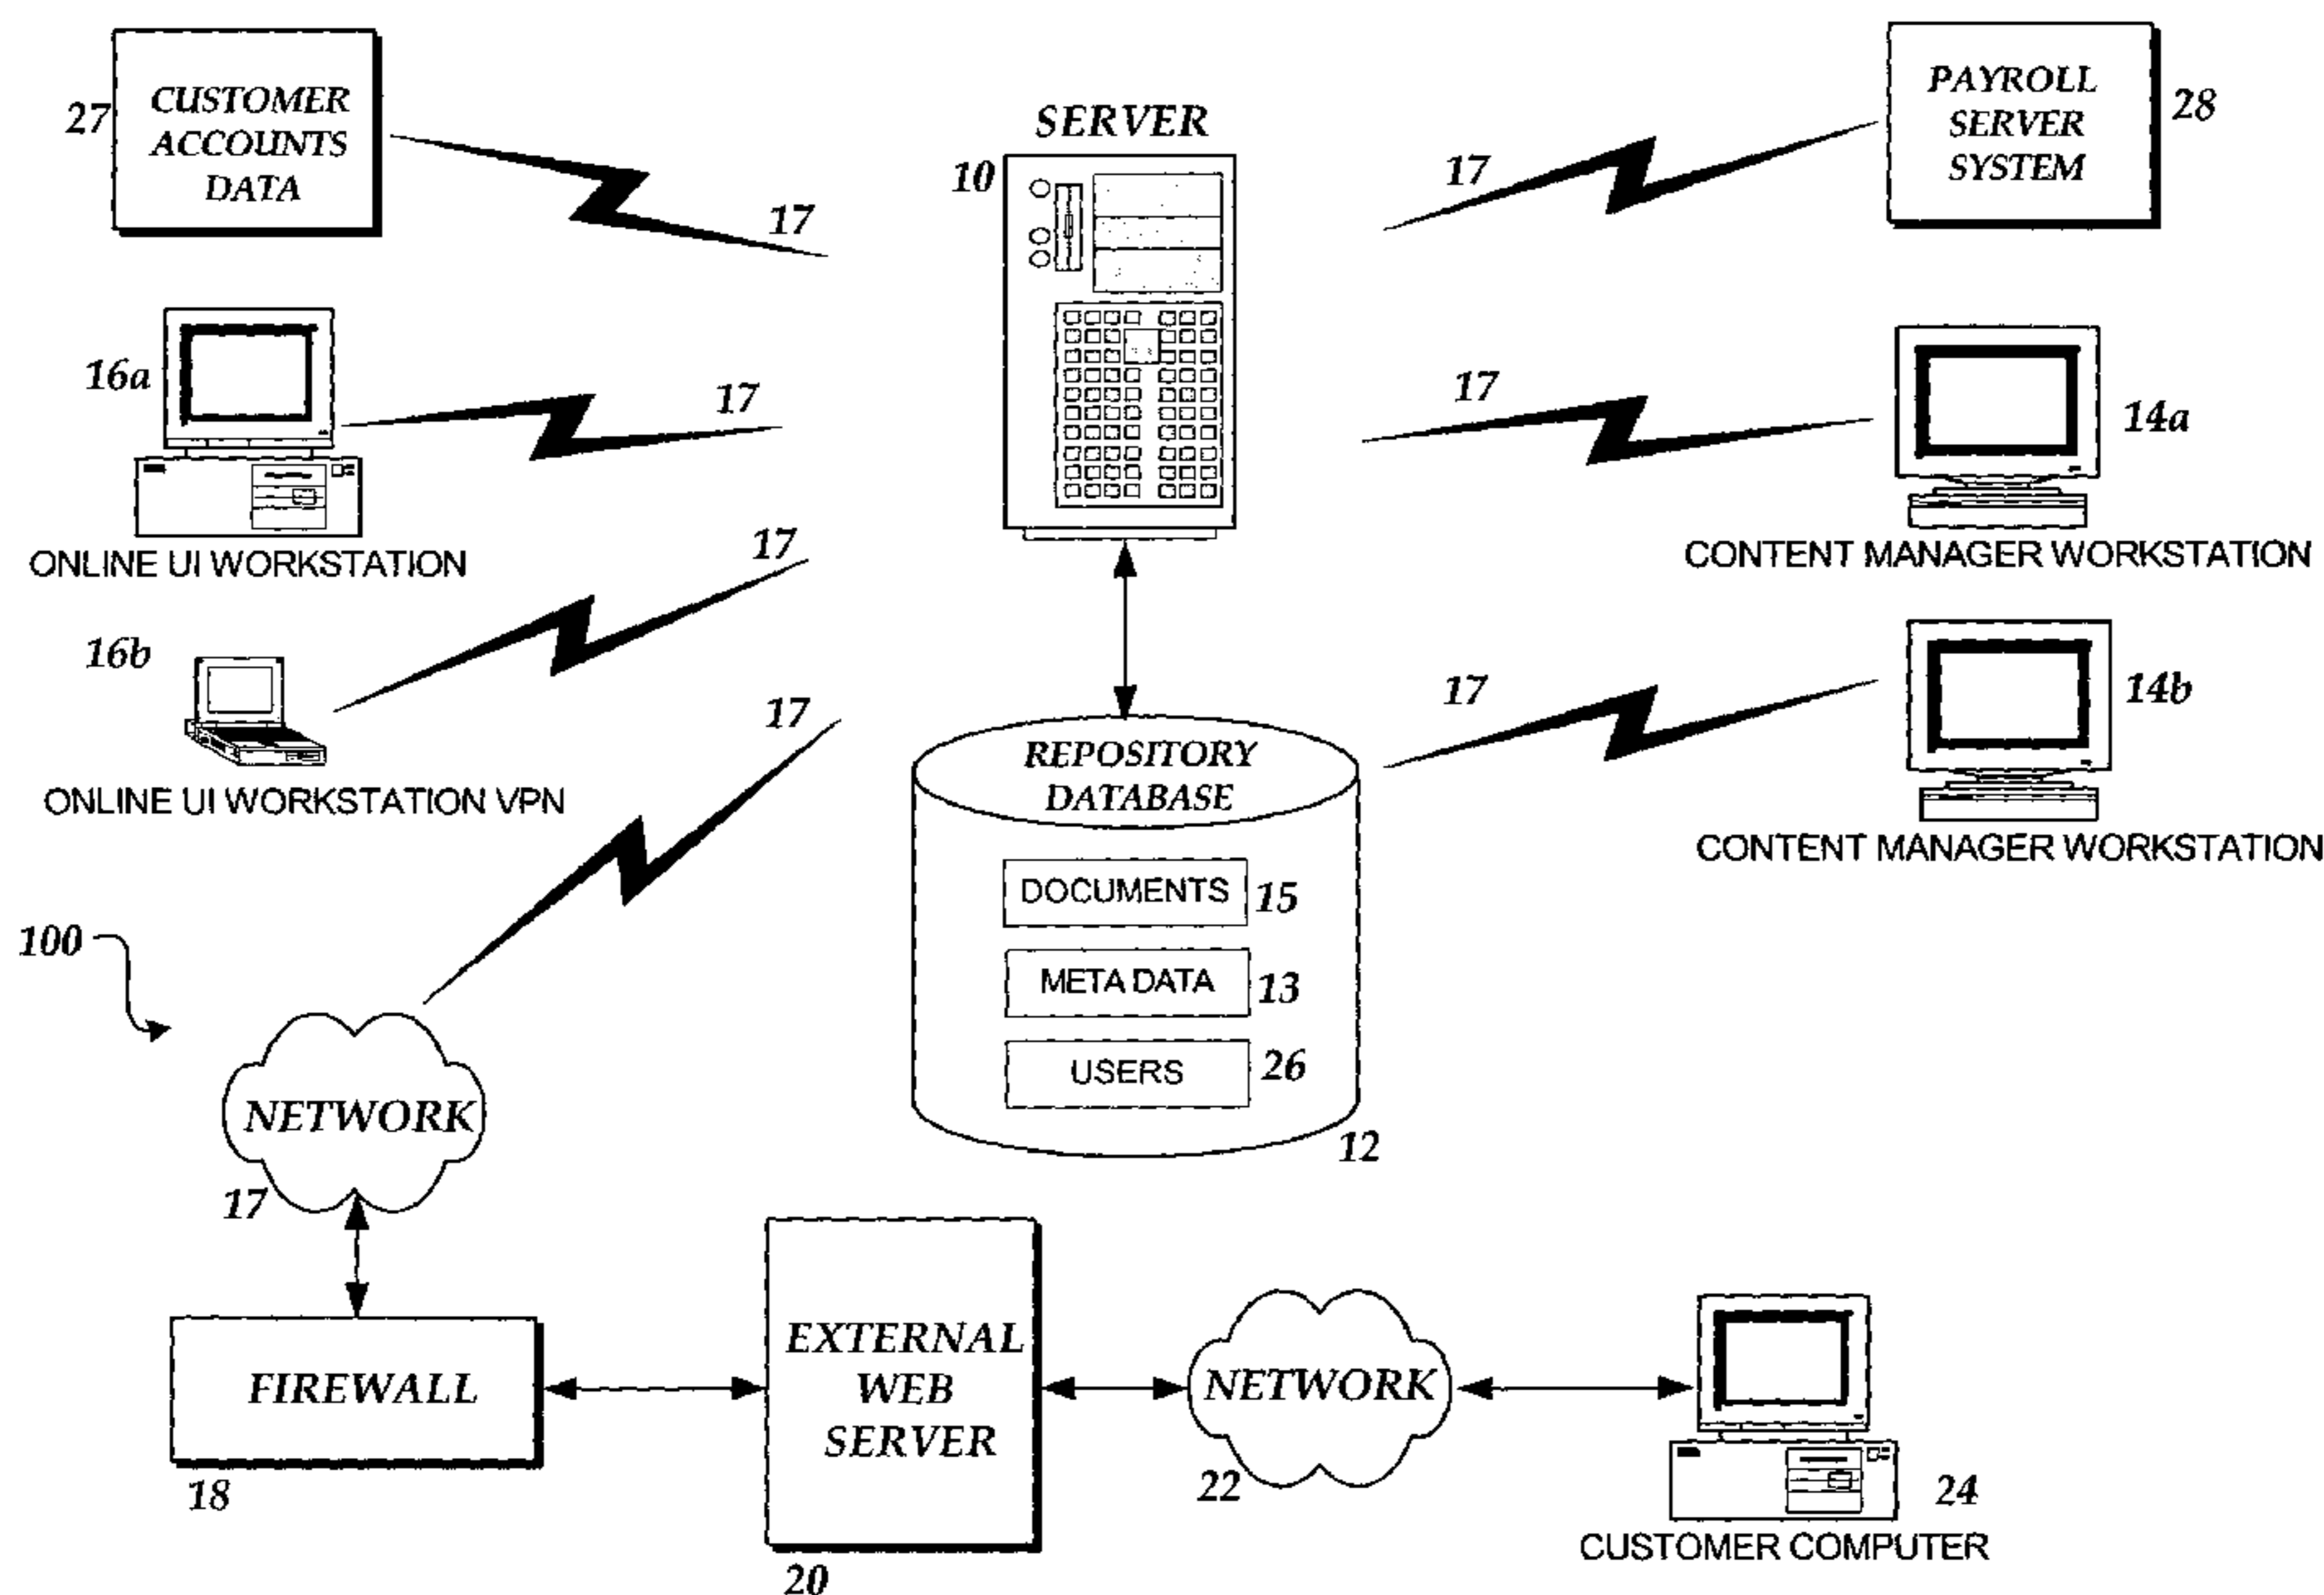 27
CUSTOMER
ACCOUNTS
DATA
17
SERVER
10
17
PAYROLL
SERVER
SYSTEM
28
16a
17
ONLINE UI WORKSTATION
17
14a
CONTENT MANAGER WORKSTATION
17
16b
ONLINE UI WORKSTATION VPN
17
17
14b
CONTENT MANAGER WORKSTATION
REPOSITORY
DATABASE
DOCUMENTS 15
META DATA 13
USERS 26
12
100
NETWORK
17
FIREWALL
18
EXTERNAL
WEB
SERVER
20
NETWORK
22
24
CUSTOMER COMPUTER